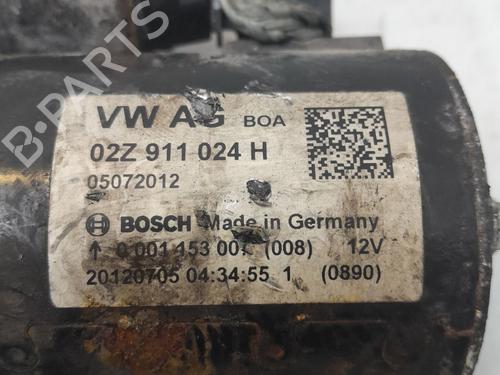 B-PARTS
VW AG BOA
02Z 911 024 H
05072012
BOSCH Made in Germany
↑ 0 001 153 007 (008) 12V
20120705 04:34:55 1 (0890)